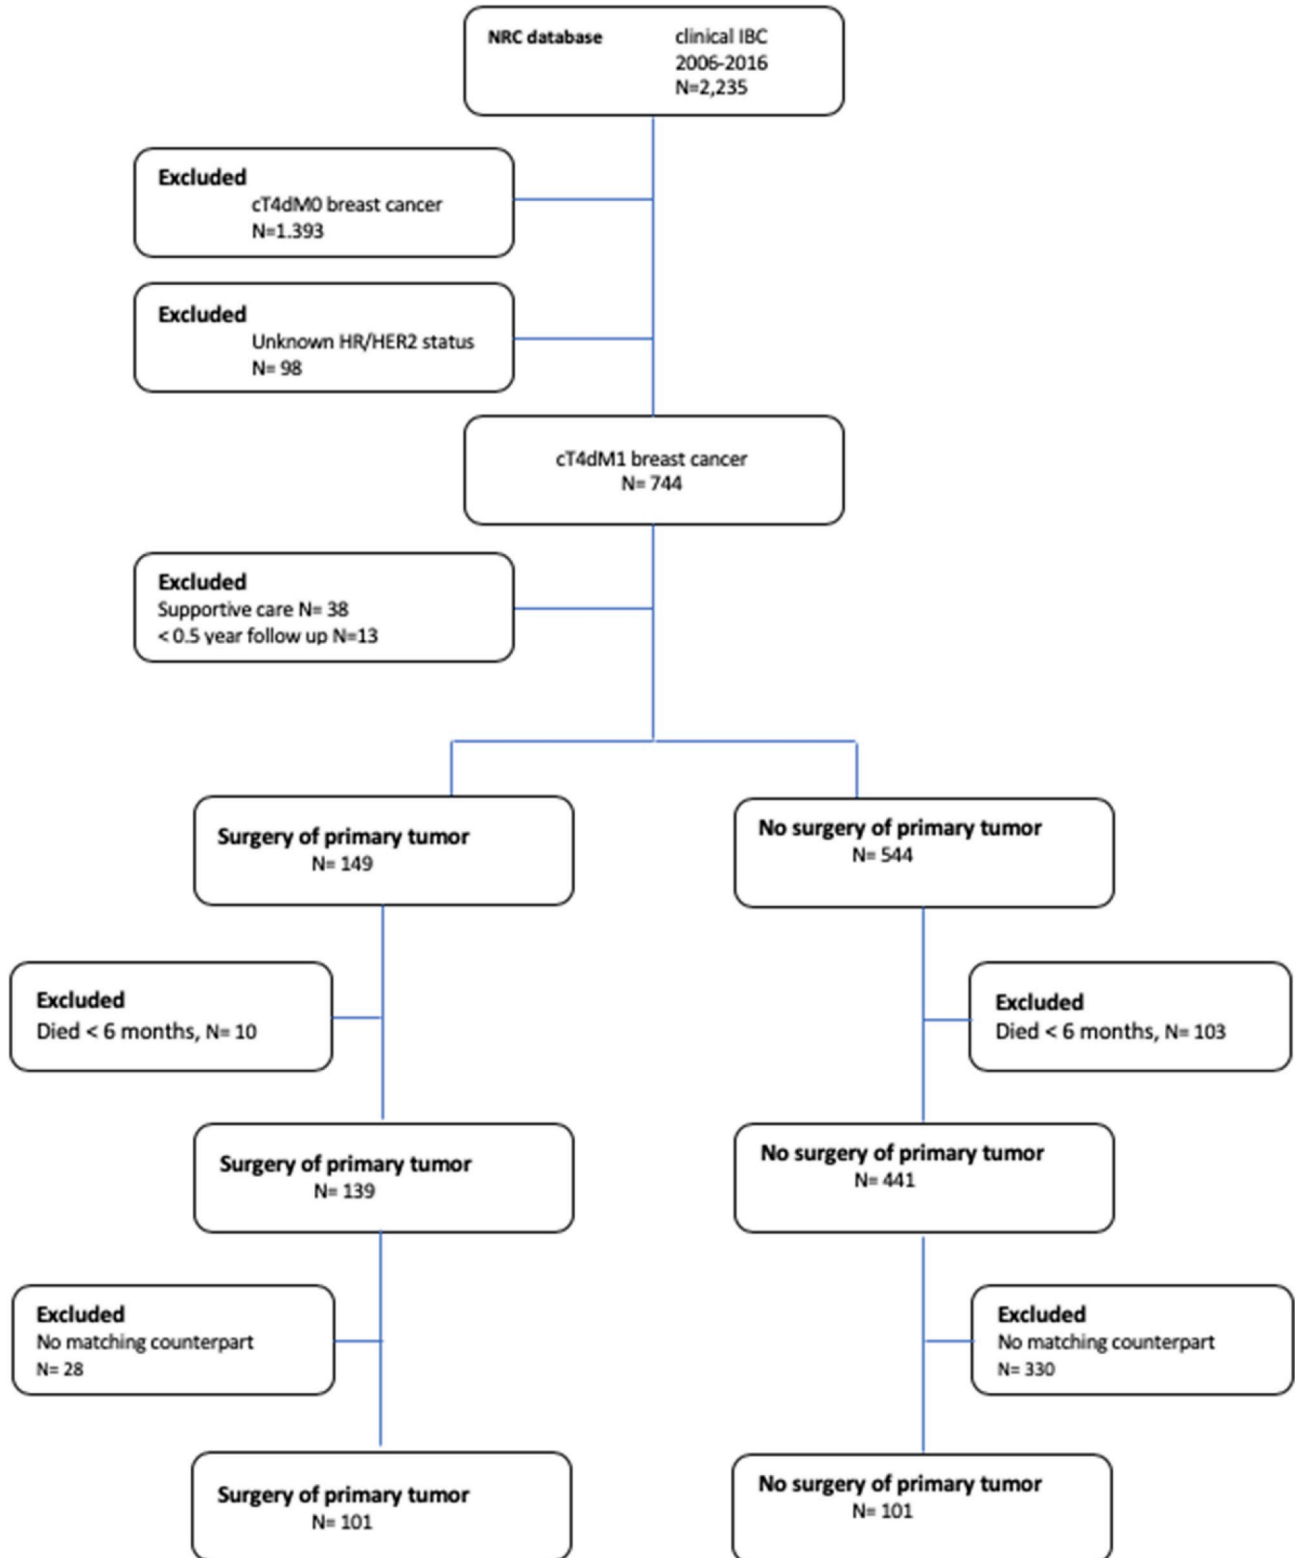 NRC database clinical IBC
2006-2016
N=2,235
Excluded
cT4dM0 breast cancer
N=1.393
Excluded
Unknown HR/HER2 status
N= 98
cT4dM1 breast cancer
N= 744
Excluded
Supportive care N= 38
< 0.5 year follow up N=13
Surgery of primary tumor
N= 149
No surgery of primary tumor
N= 544
Excluded
Died < 6 months, N= 10
Excluded
Died < 6 months, N= 103
Surgery of primary tumor
N= 139
No surgery of primary tumor
N= 441
Excluded
No matching counterpart
N= 28
Excluded
No matching counterpart
N= 330
Surgery of primary tumor
N= 101
No surgery of primary tumor
N= 101